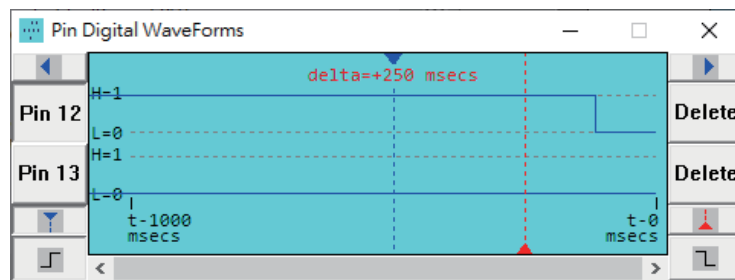 Pin Digital WaveForms
delta=+250 msecs
H=1
Pin 12
Delete
L=0
H=1
Pin 13
Delete
L=0
t-1000
t-0
msecs
msecs